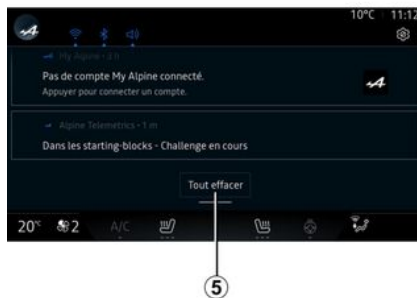 10°C 11:12
My Alpine • 2 h
Pas de compte My Alpine connecté.
Appuyer pour connecter un compte.
Alpine Telemetrics • 1 m
Dans les starting-blocks - Challenge en cours
Tout effacer
20°C 2 A/C
5